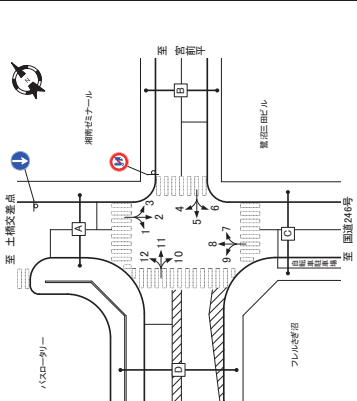 至 宮前平
湘南ゼミナール
鷺沼三田ビル
B
至 土橋交差点
A
3
2
1
4
5
6
12
11
10
7
8
9
C
至 国道246号
自転車駐車場
バスロータリー
D
フレルさぎ沼